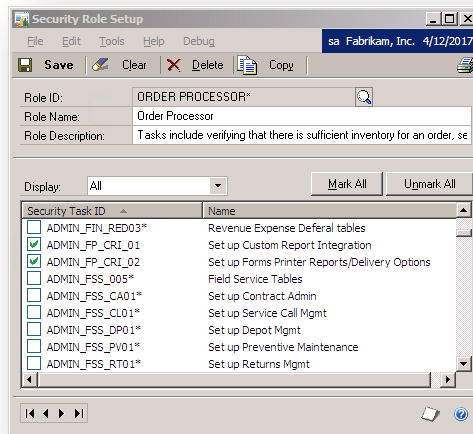 Security Role Setup
File Edit Tools Help Debug sa Fabrikam, Inc. 4/12/2017
Save Clear Delete Copy
Role ID: ORDER PROCESSOR*
Role Name: Order Processor
Role Description: Tasks include verifying that there is sufficient inventory for an order, se
Display: All Mark All Unmark All
Security Task ID Name
ADMIN_FIN_RED03* Revenue Expense Deferal tables
ADMIN_FP_CRI_01 Set up Custom Report Integration
ADMIN_FP_CRI_02 Set up Forms Printer Reports/Delivery Options
ADMIN_FSS_005* Field Service Tables
ADMIN_FSS_CA01* Set up Contract Admin
ADMIN_FSS_CL01* Set up Service Call Mgmt
ADMIN_FSS_DP01* Set up Depot Mgmt
ADMIN_FSS_PV01* Set up Preventive Maintenance
ADMIN_FSS_RT01* Set up Returns Mgmt